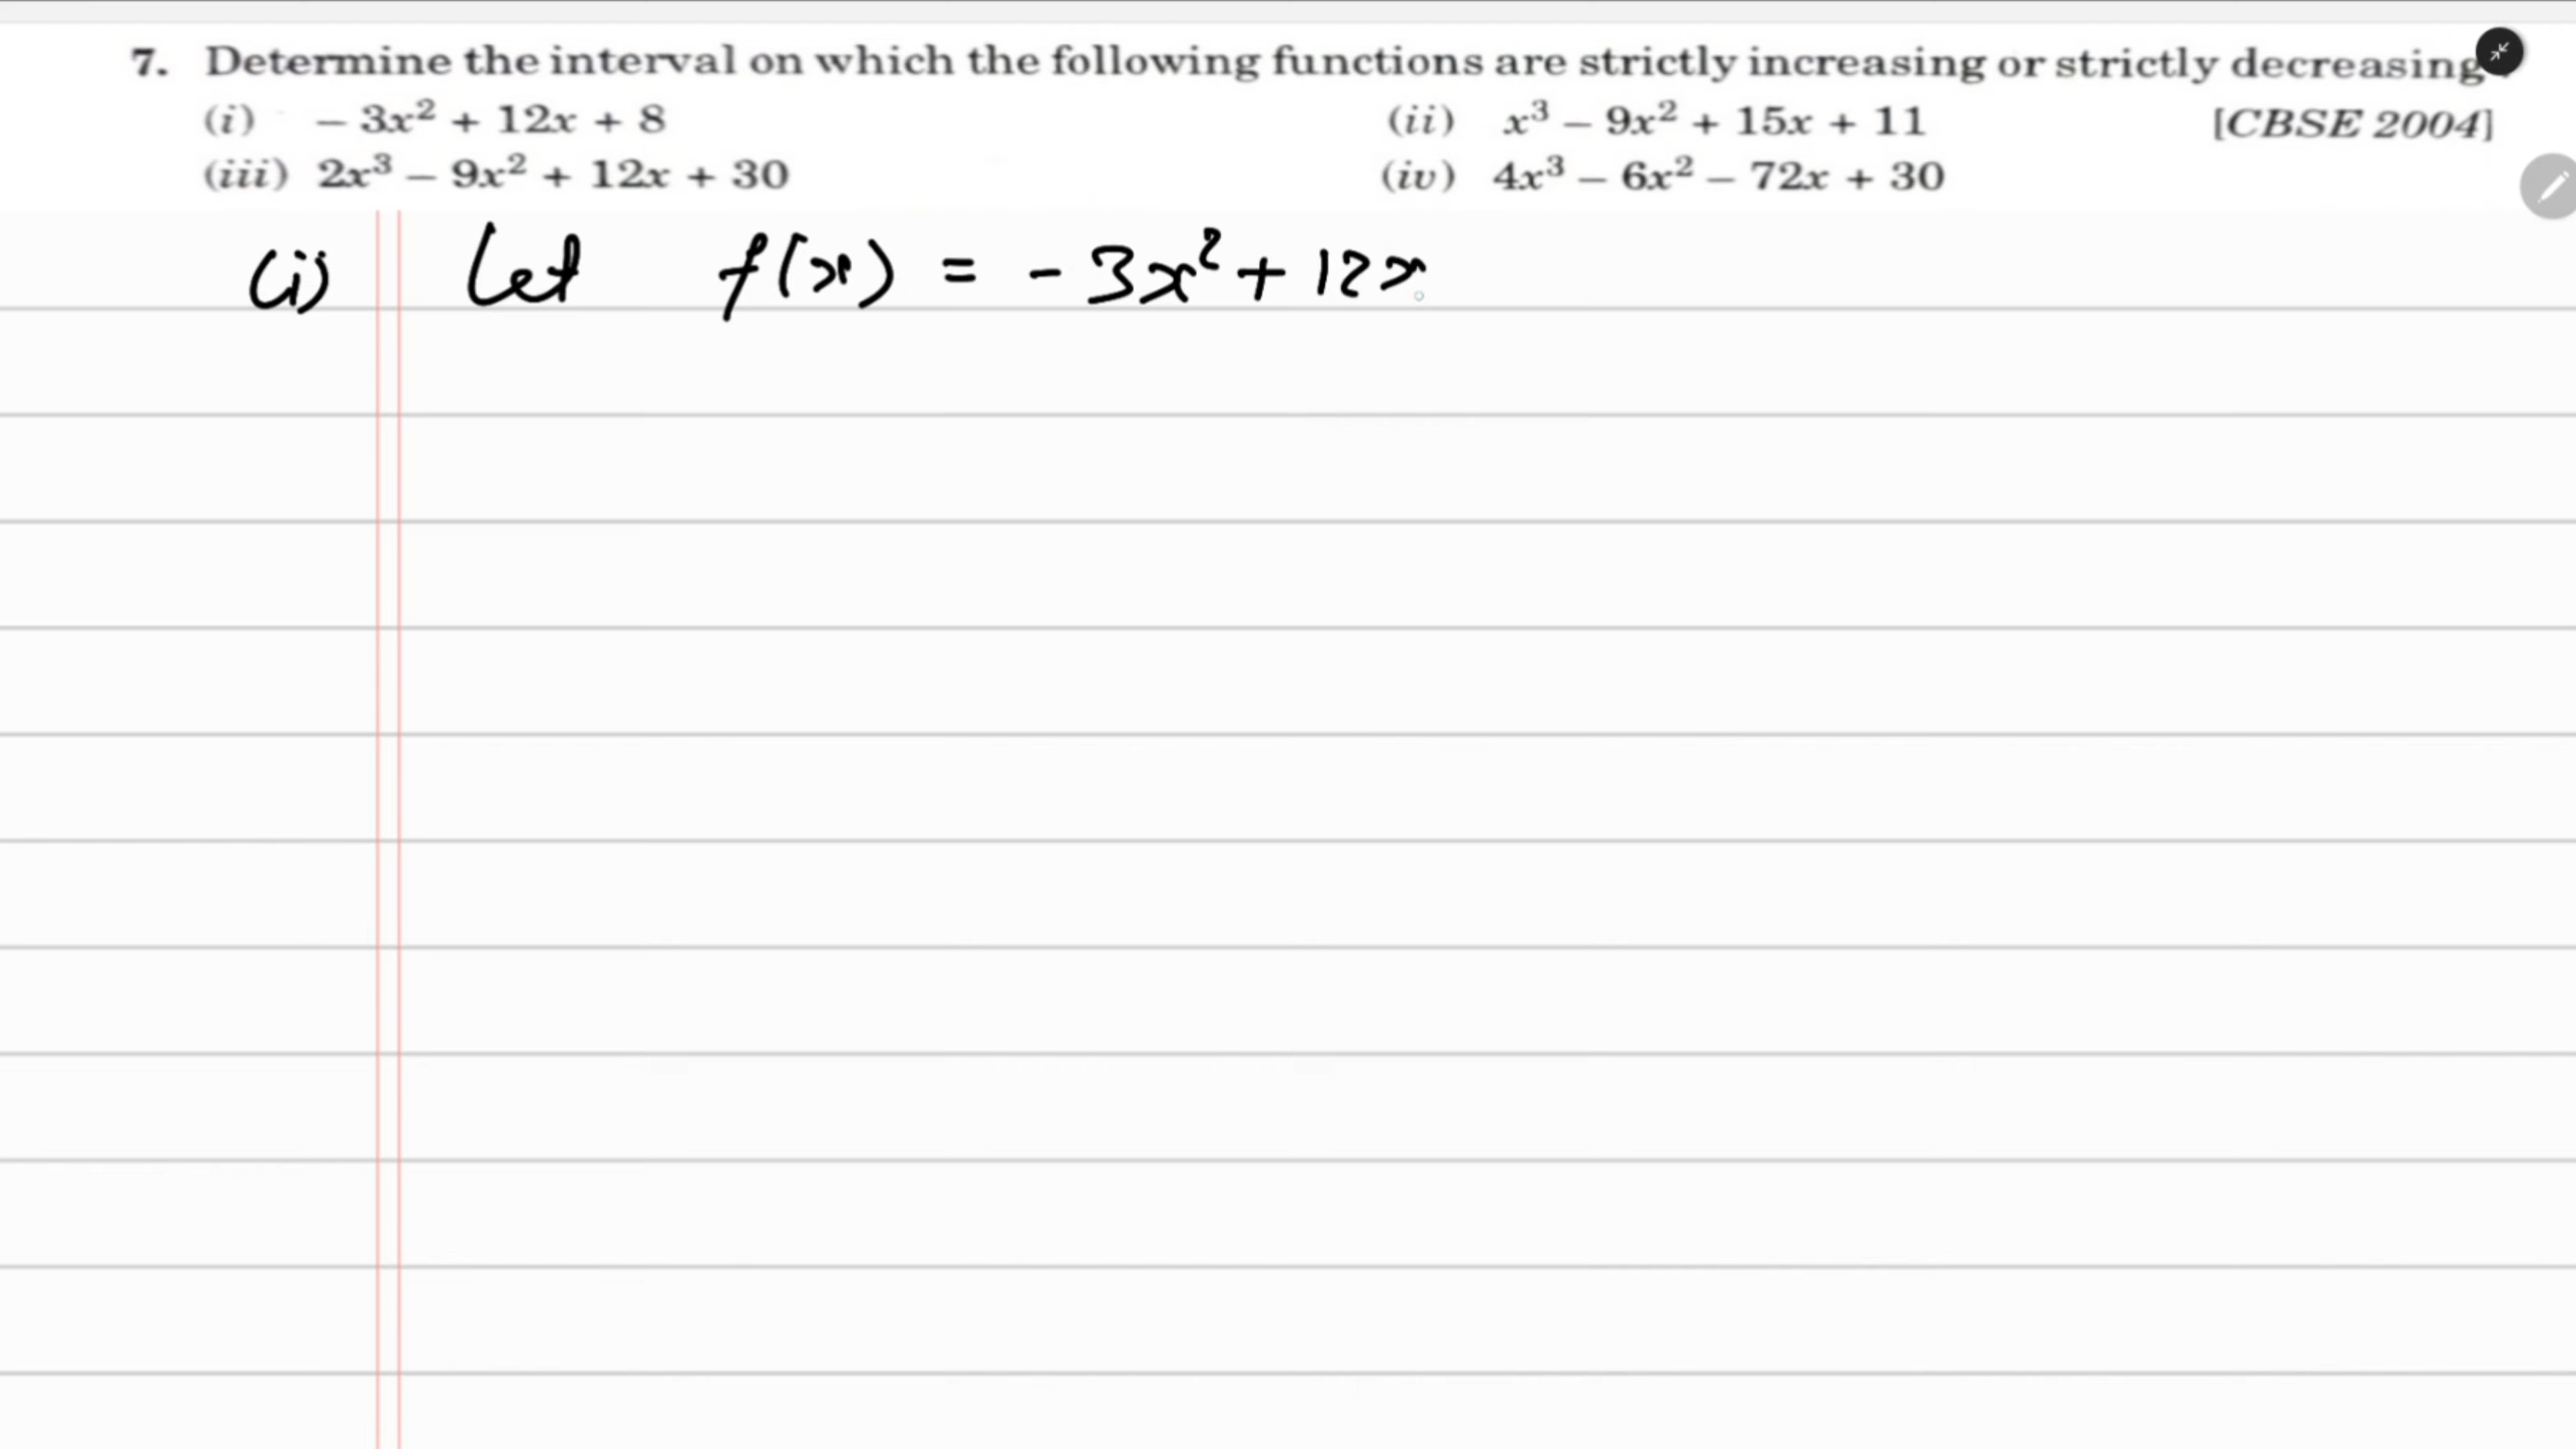 7. Determine the interval on which the following functions are strictly increasing or strictly decreasing
(i) – 3x² + 12x + 8 (ii) x³ – 9x² + 15x + 11 [CBSE 2004]
(iii) 2x³ – 9x² + 12x + 30 (iv) 4x³ – 6x² – 72x + 30
(i) Let f(x) = - 3x² + 12x